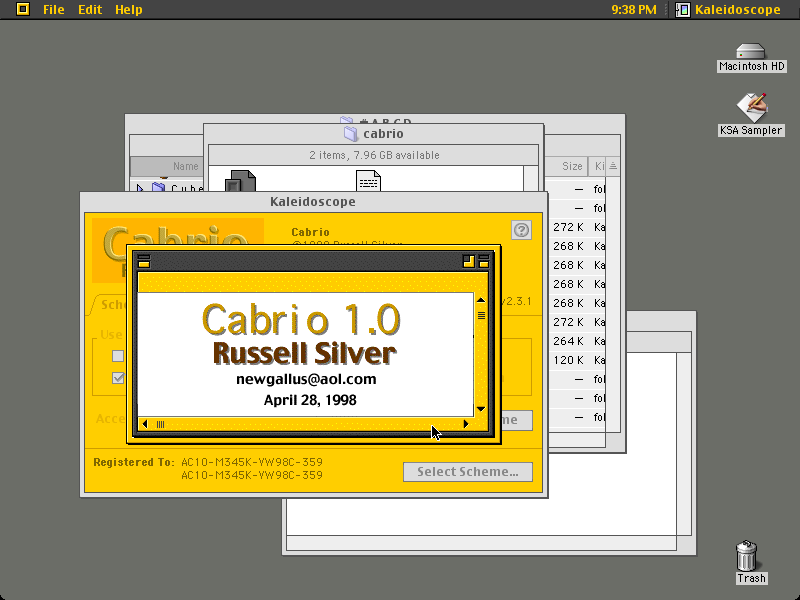 File Edit Help
9:38 PM Kaleidoscope
Macintosh HD
KSA Sampler
cabrio
2 items, 7.96 GB available
Name
Size
Ki
Cube
— fol
— fol
272 K Ka
268 K Ka
268 K Ka
268 K Ka
268 K Ka
272 K Ka
264 K Ka
120 K Ka
— fol
— fol
— fol
Kaleidoscope
Cabrio
Cabrio
©1998 Russell Silver
?
v2.3.1
Sche
Use
Acce
me
Cabrio 1.0
Russell Silver
newgallus@aol.com
April 28, 1998
Registered To: AC10-M345K-VW98C-359
AC10-M345K-VW98C-359
Select Scheme...
Trash